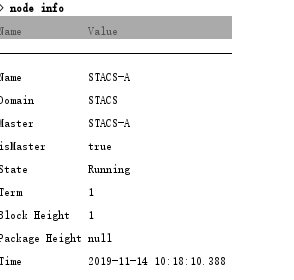 > node info
Name Value
Name STACS-A
Domain STACS
Master STACS-A
isMaster true
State Running
Term 1
Block Height 1
Package Height null
Time 2019-11-14 10:18:10.388